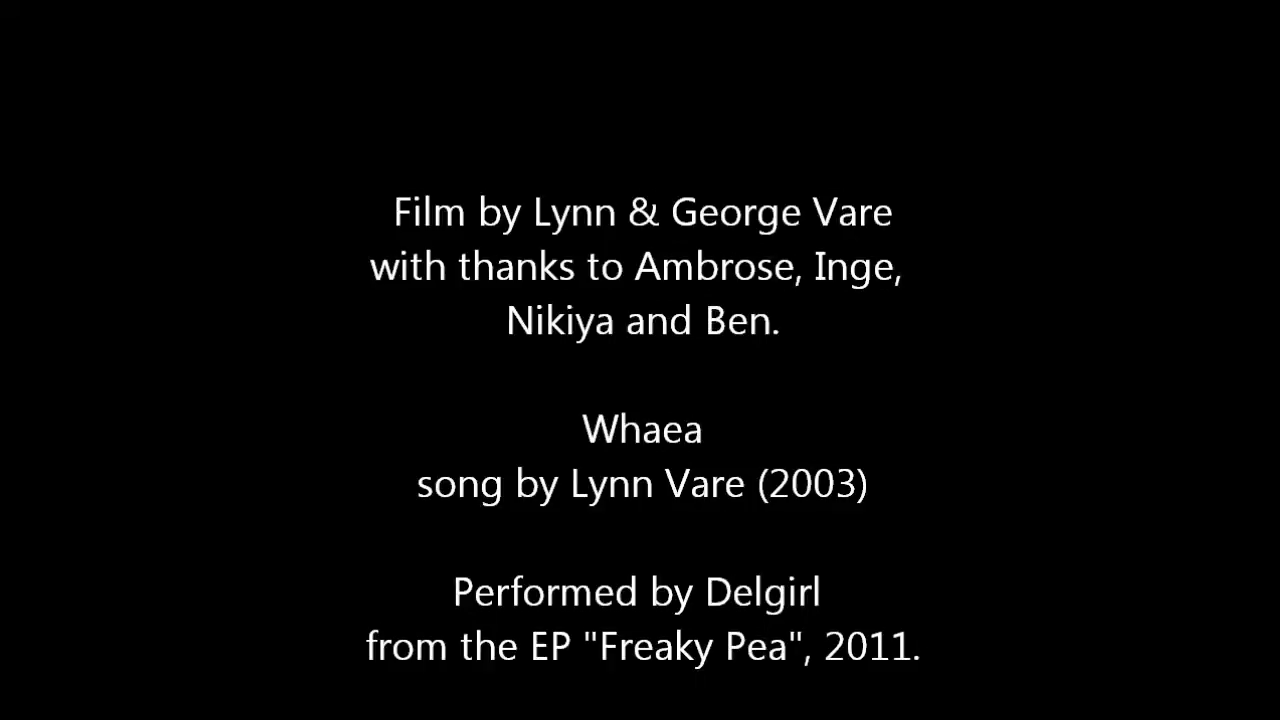 Film by Lynn & George Vare
with thanks to Ambrose, Inge,
Nikiya and Ben.
Whaea
song by Lynn Vare (2003)
Performed by Delgirl
from the EP "Freaky Pea", 2011.